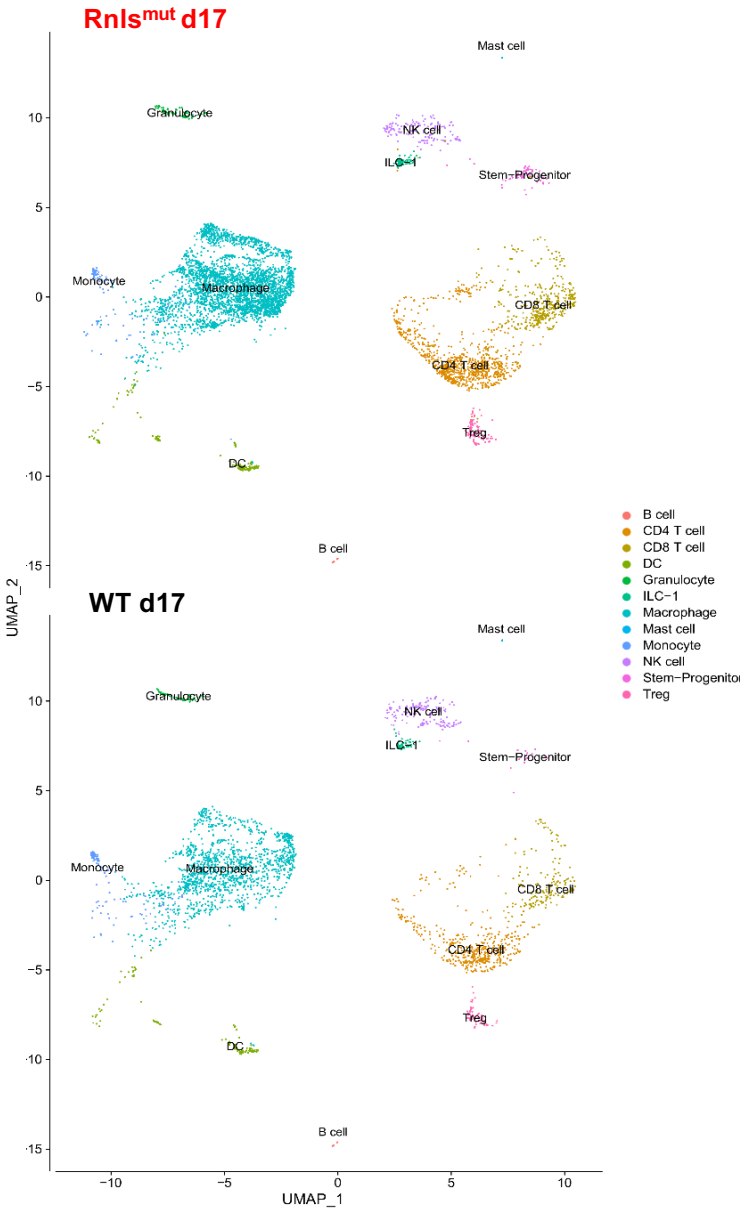 Rnlsmut d17
Mast cell
Granulocyte
NK cell
ILC−1
Stem−Progenitor
Monocyte
Macrophage
CD8 T cell
CD4 T cell
Treg
DC
B cell
10
5
0
−5
-10
-15
UMAP_2
B cell
CD4 T cell
CD8 T cell
DC
Granulocyte
ILC−1
Macrophage
Mast cell
Monocyte
NK cell
Stem−Progenitor
Treg
WT d17
Mast cell
Granulocyte
NK cell
ILC−1
Stem−Progenitor
Monocyte
Macrophage
CD8 T cell
CD4 T cell
Treg
DC
B cell
10
5
0
−5
-10
-15
−10 −5 0 5 10
UMAP_1